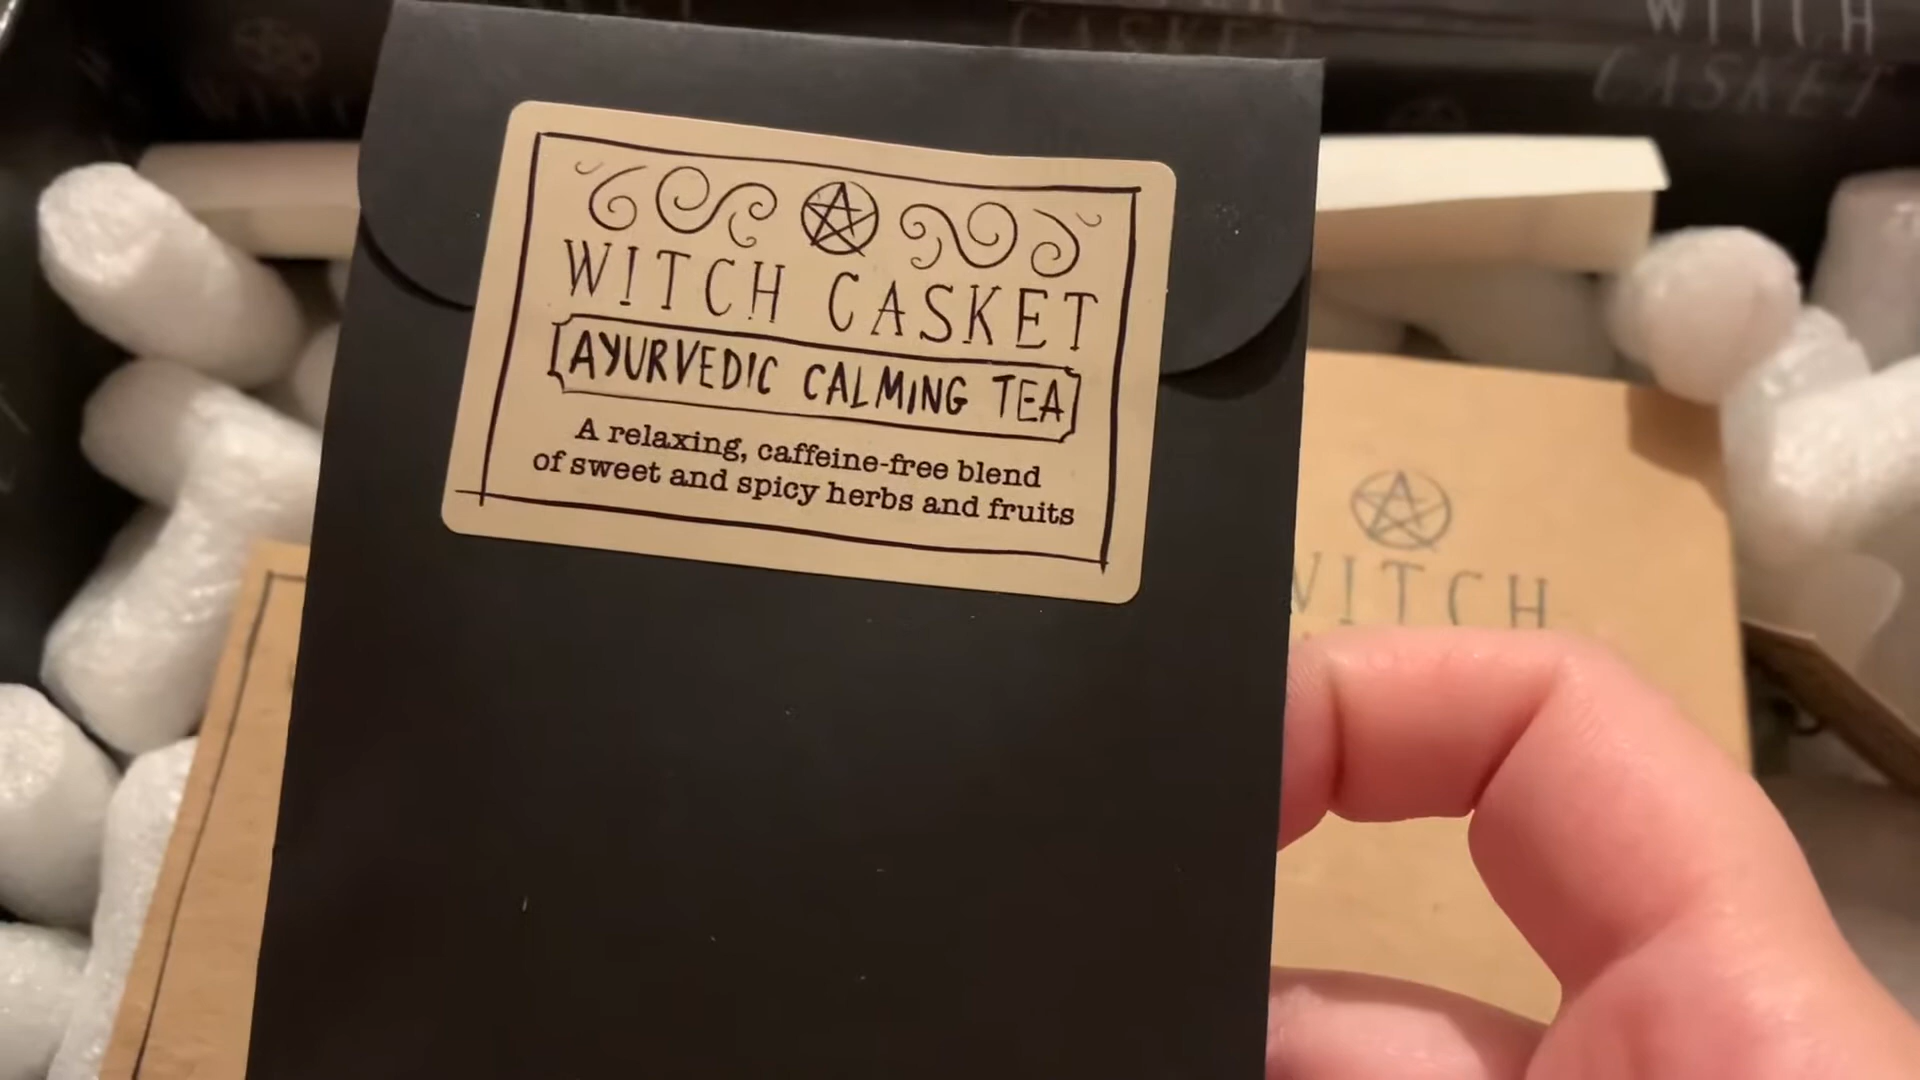 WITCH
CASKET
CASKET
WITCH CASKET
AYURVEDIC CALMING TEA
A relaxing, caffeine-free blend
of sweet and spicy herbs and fruits
WITCH